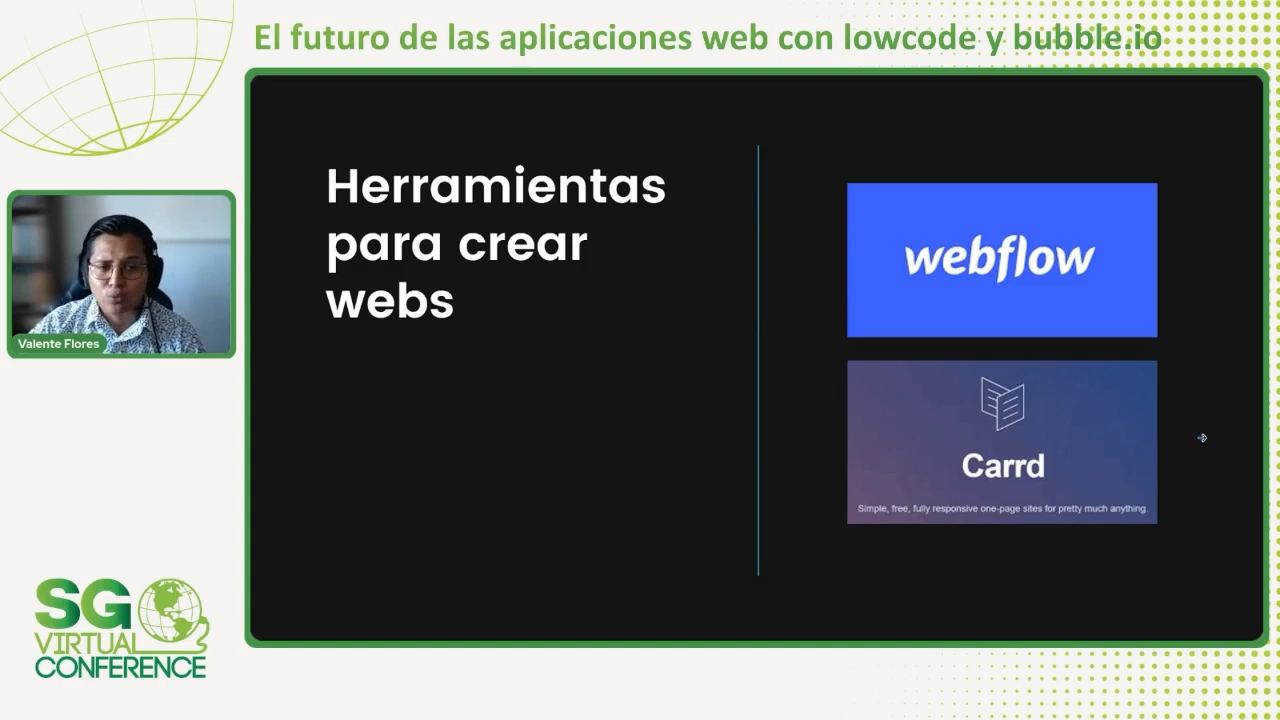 El futuro de las aplicaciones web con lowcode y bubble.io
Herramientas
para crear
webs
webflow
Carrd
Simple, free, fully responsive one-page sites for pretty much anything.
Valente Flores
SG
VIRTUAL
CONFERENCE